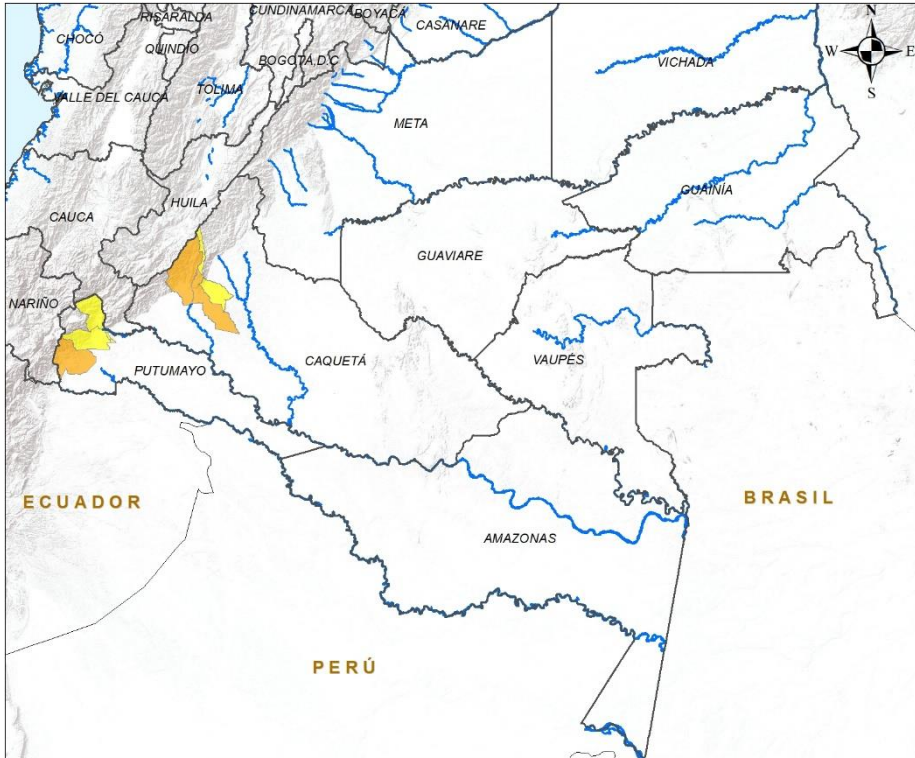 CUNDINAMARCA
BOYACÁ
RISARALDA
CASANARE
N
CHOCÓ
QUINDÍO
BOGOTÁ D.C
W
E
VICHADA
TOLIMA
VALLE DEL CAUCA
S
META
GUAINÍA
HUILA
CAUCA
GUAVIARE
NARIÑO
CAQUETÁ
VAUPÉS
PUTUMAYO
ECUADOR
BRASIL
AMAZONAS
PERÚ